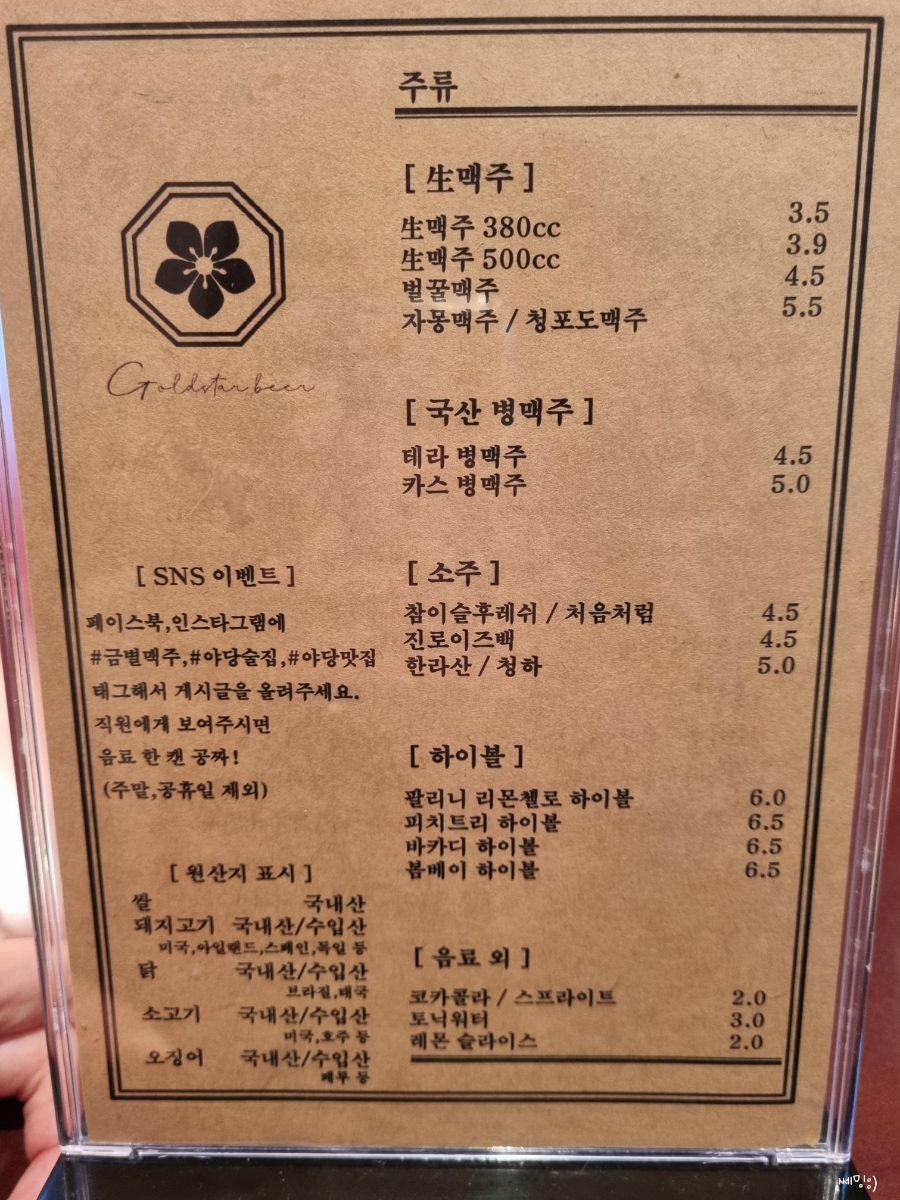 주류
[ 生맥주 ]
生맥주 380cc 3.5
生맥주 500cc 3.9
벌꿀맥주 4.5
자몽맥주 / 청포도맥주 5.5
[ 국산 병맥주 ]
테라 병맥주 4.5
카스 병맥주 5.0
[ 소주 ]
참이슬후레쉬 / 처음처럼 4.5
진로이즈백 4.5
한라산 / 청하 5.0
[ 하이볼 ]
팔리니 리몬첼로 하이볼 6.0
피치트리 하이볼 6.5
바카디 하이볼 6.5
봄베이 하이볼 6.5
[ 음료 외 ]
코카콜라 / 스프라이트 2.0
토닉워터 3.0
레몬 슬라이스 2.0
Goldstar beer
[ SNS 이벤트 ]
페이스북,인스타그램에
#금별맥주,#야당술집,#야당맛집
태그해서 게시글을 올려주세요.
직원에게 보여주시면
음료 한 캔 공짜!
(주말,공휴일 제외)
[ 원산지 표시 ]
쌀 국내산
돼지고기 국내산/수입산
미국,아일랜드,스페인,독일 등
닭 국내산/수입산
브라질,태국
소고기 국내산/수입산
미국,호주 등
오징어 국내산/수입산
페루 등
쎄밍이)